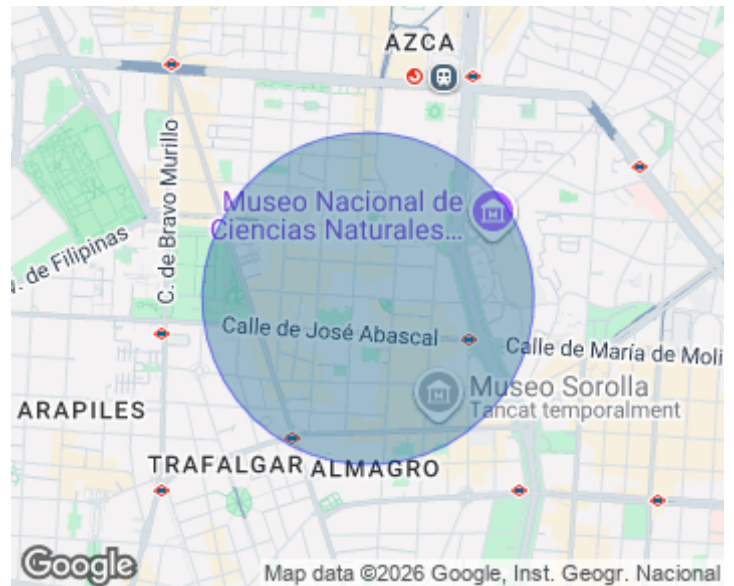 AZCA
C. de Bravo Murillo
Museo Nacional de
Ciencias Naturales...
de Filipinas
Calle de José Abascal
Calle de María de Moli
Museo Sorolla
Tancat temporalment
ARAPILES
TRAFALGAR
ALMAGRO
Google
Map data ©2026 Google, Inst. Geogr. Nacional